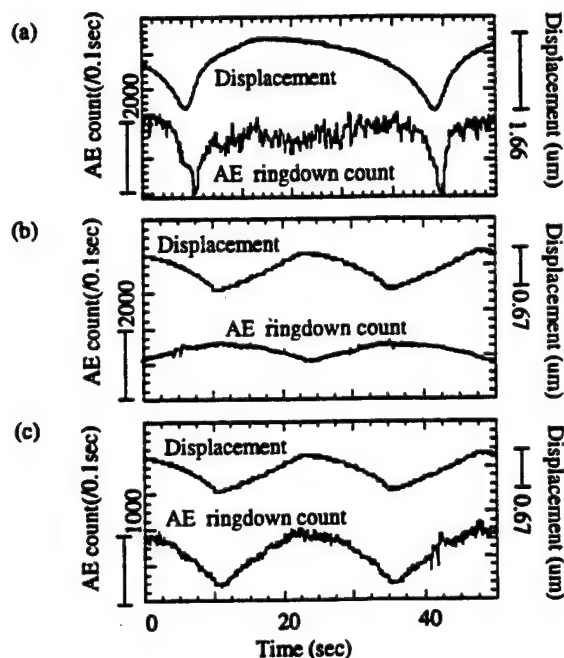 (a)
AE count(/0.1sec)
2000
Displacement
AE ringdown count
1.66
Displacement (um)
(b)
AE count(/0.1sec)
2000
Displacement
AE ringdown count
0.67
Displacement (um)
(c)
AE count(/0.1sec)
1000
Displacement
AE ringdown count
0.67
Displacement (um)
0 20 40
Time (sec)